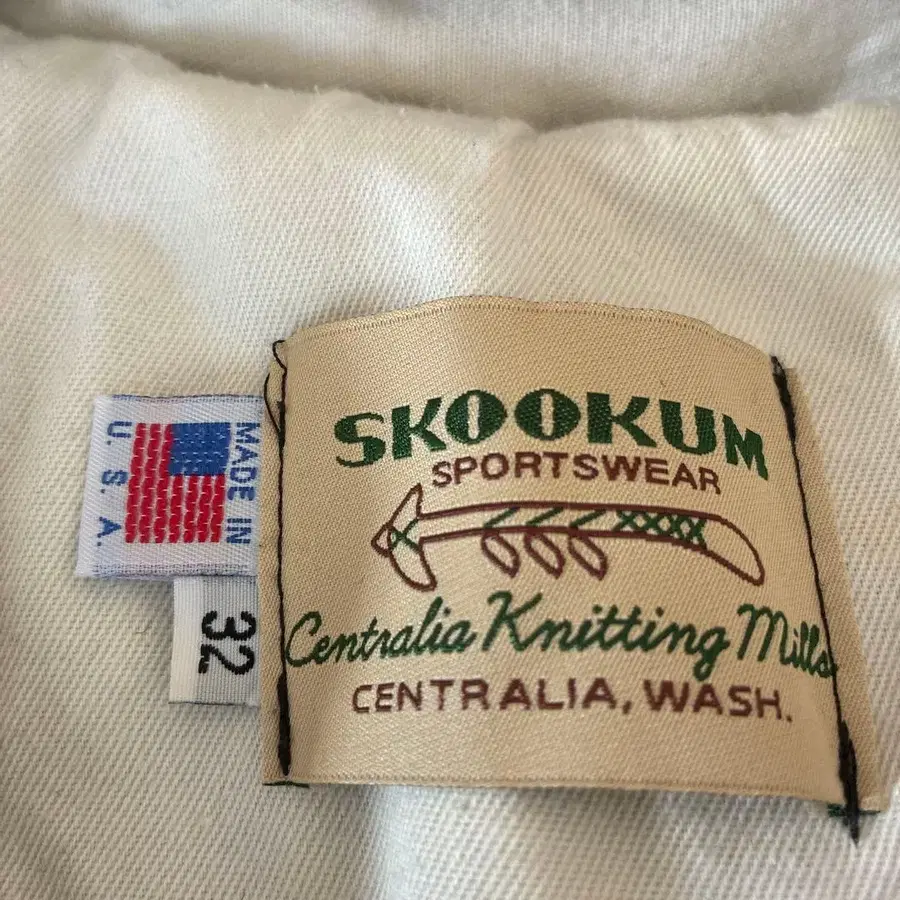 SKOOKUM
SPORTSWEAR
Centralia Knitting Mills
CENTRALIA, WASH.
MADE IN
U.S.A.
32